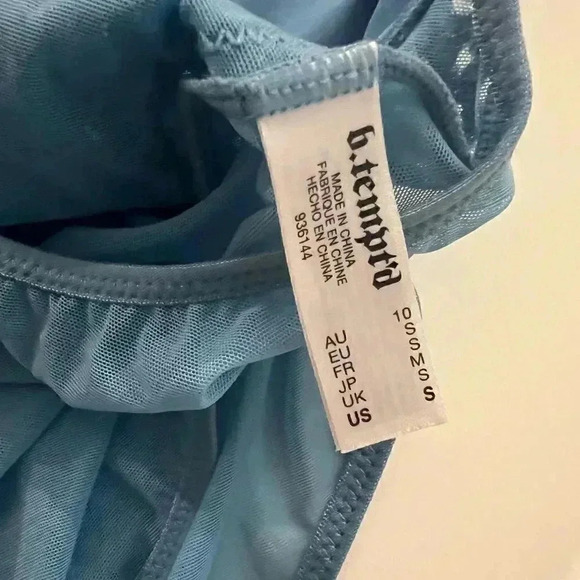 b.tempt'd
MADE IN CHINA
FABRIQUE EN CHINE
HECHO EN CHINA
936144
AU 10
EU S
FR S
JP M
UK S
US S